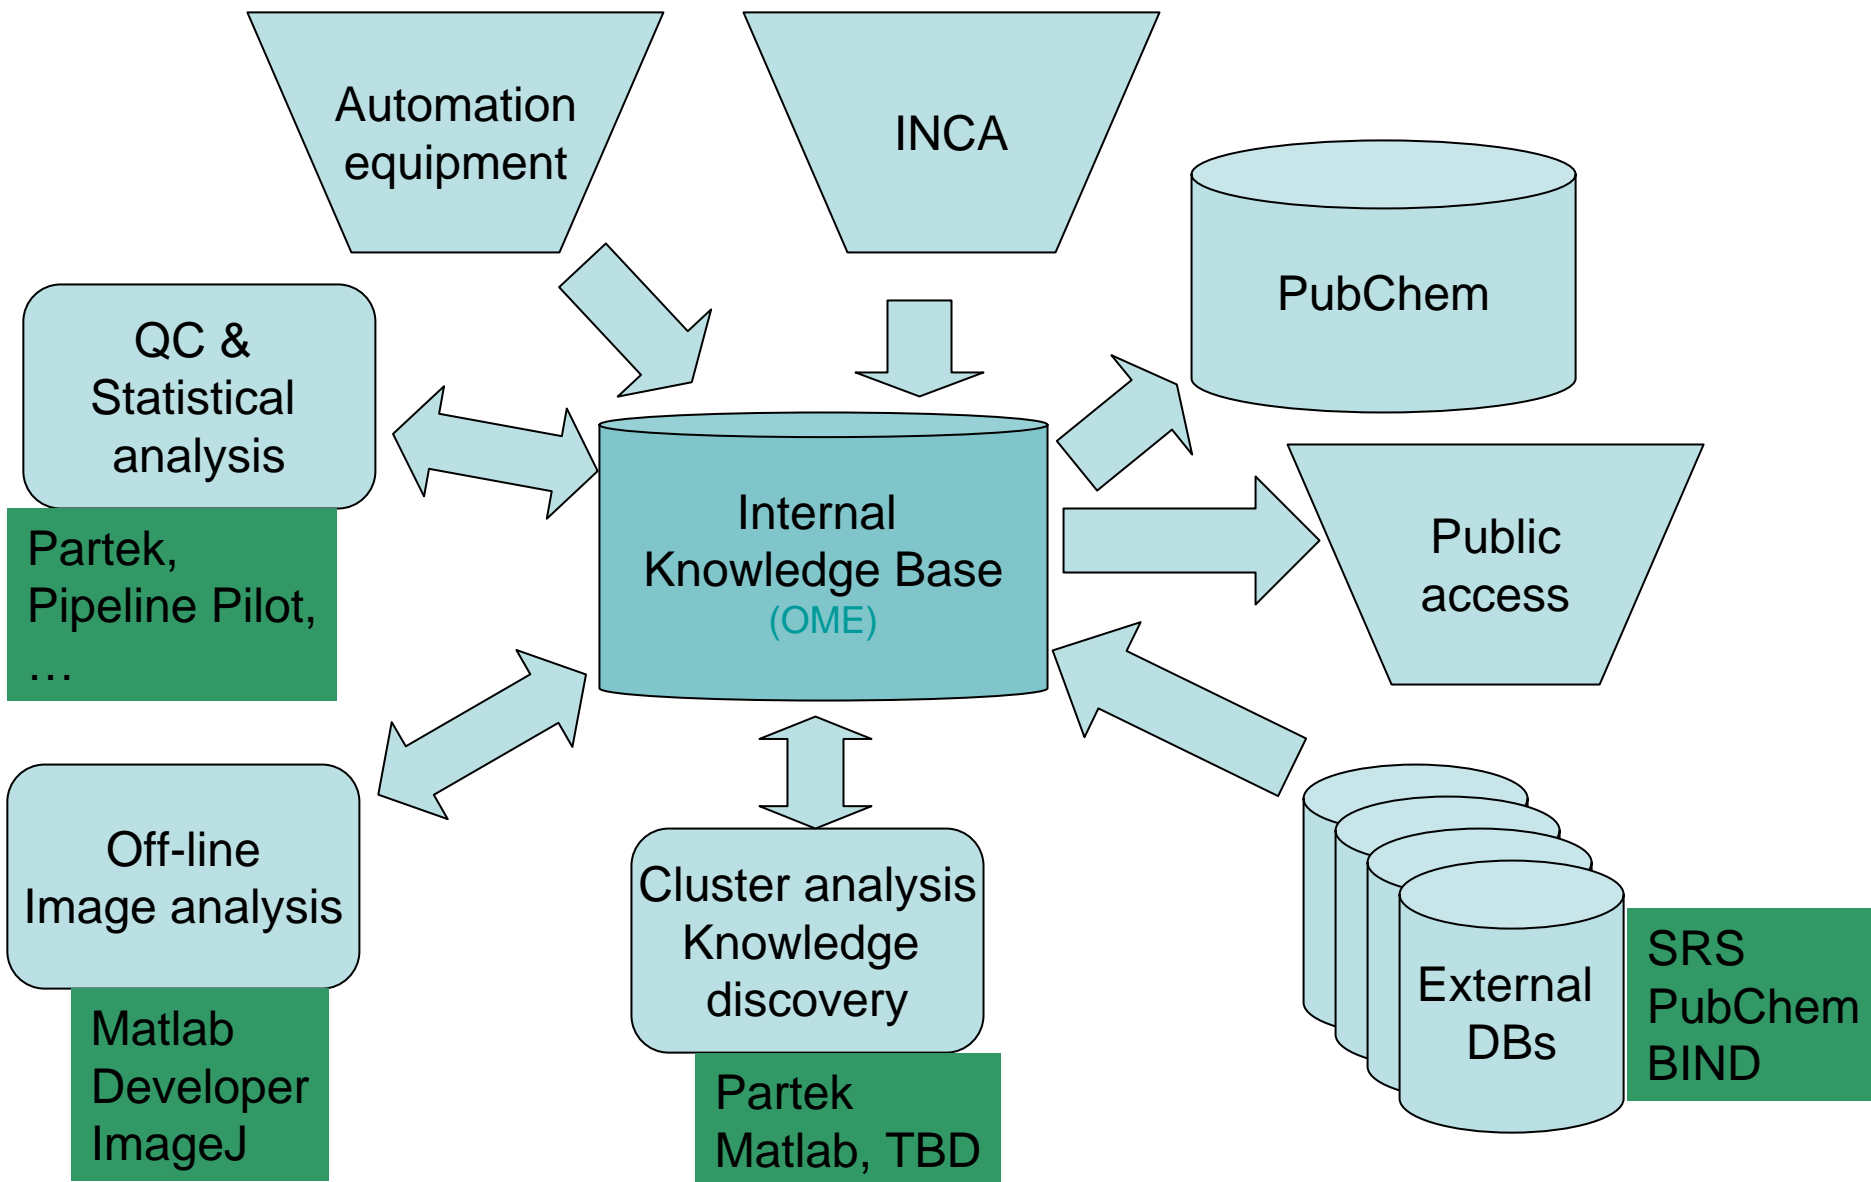 Automation
equipment
INCA
PubChem
QC &
Statistical
analysis
Partek,
Pipeline Pilot,
…
Internal
Knowledge Base
(OME)
Public
access
Off-line
Image analysis
Matlab
Developer
ImageJ
Cluster analysis
Knowledge
discovery
Partek
Matlab, TBD
External
DBs
SRS
PubChem
BIND